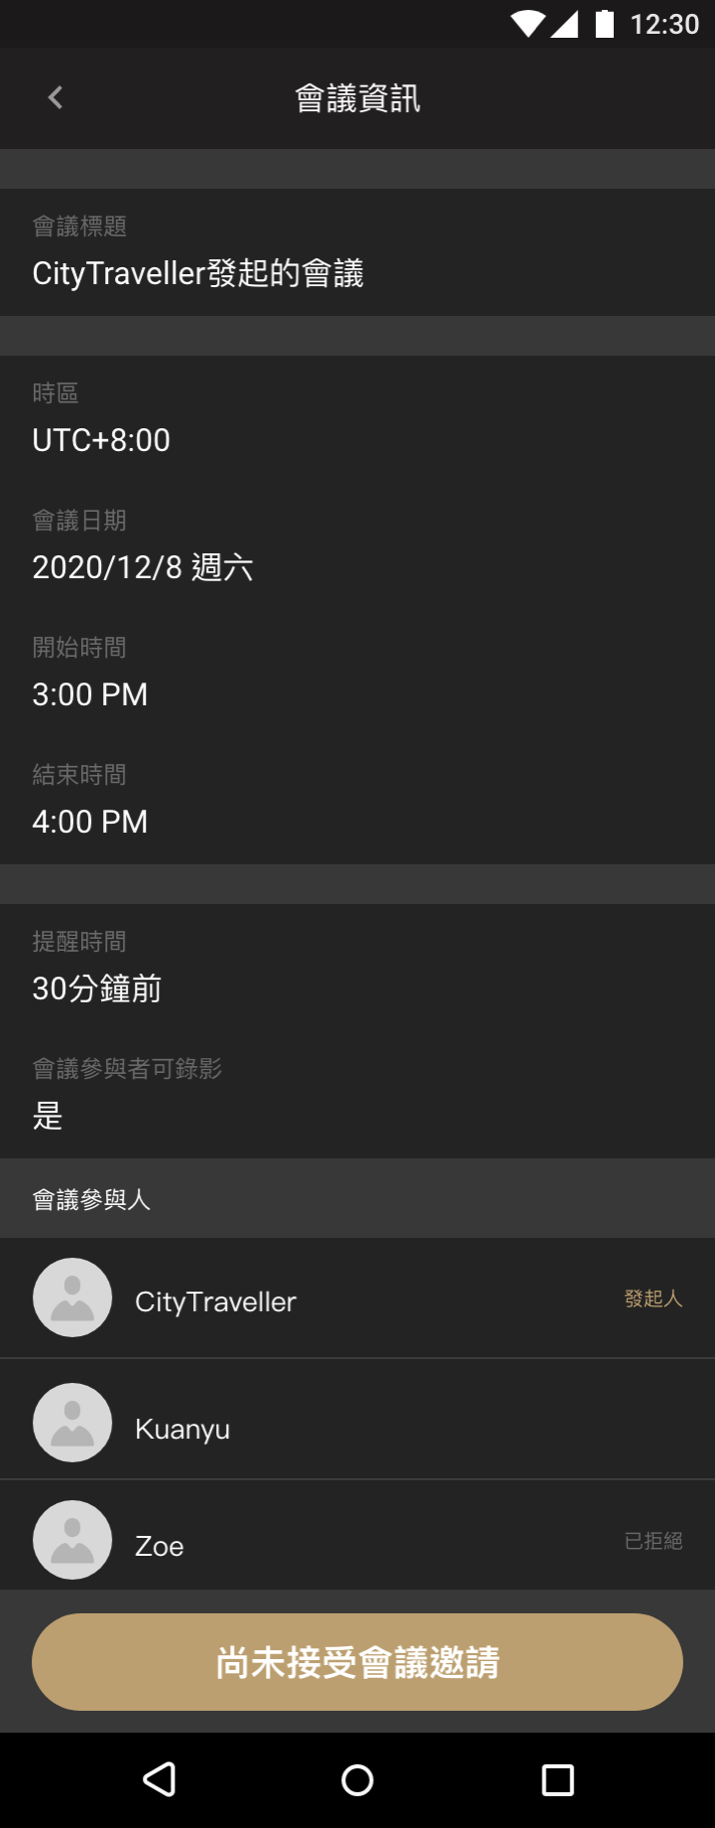 12:30
會議資訊
會議標題
CityTraveller發起的會議
時區
UTC+8:00
會議日期
2020/12/8 週六
開始時間
3:00 PM
結束時間
4:00 PM
提醒時間
30分鐘前
會議參與者可錄影
是
會議參與人
CityTraveller 發起人
Kuanyu
Zoe 已拒絕
尚未接受會議邀請